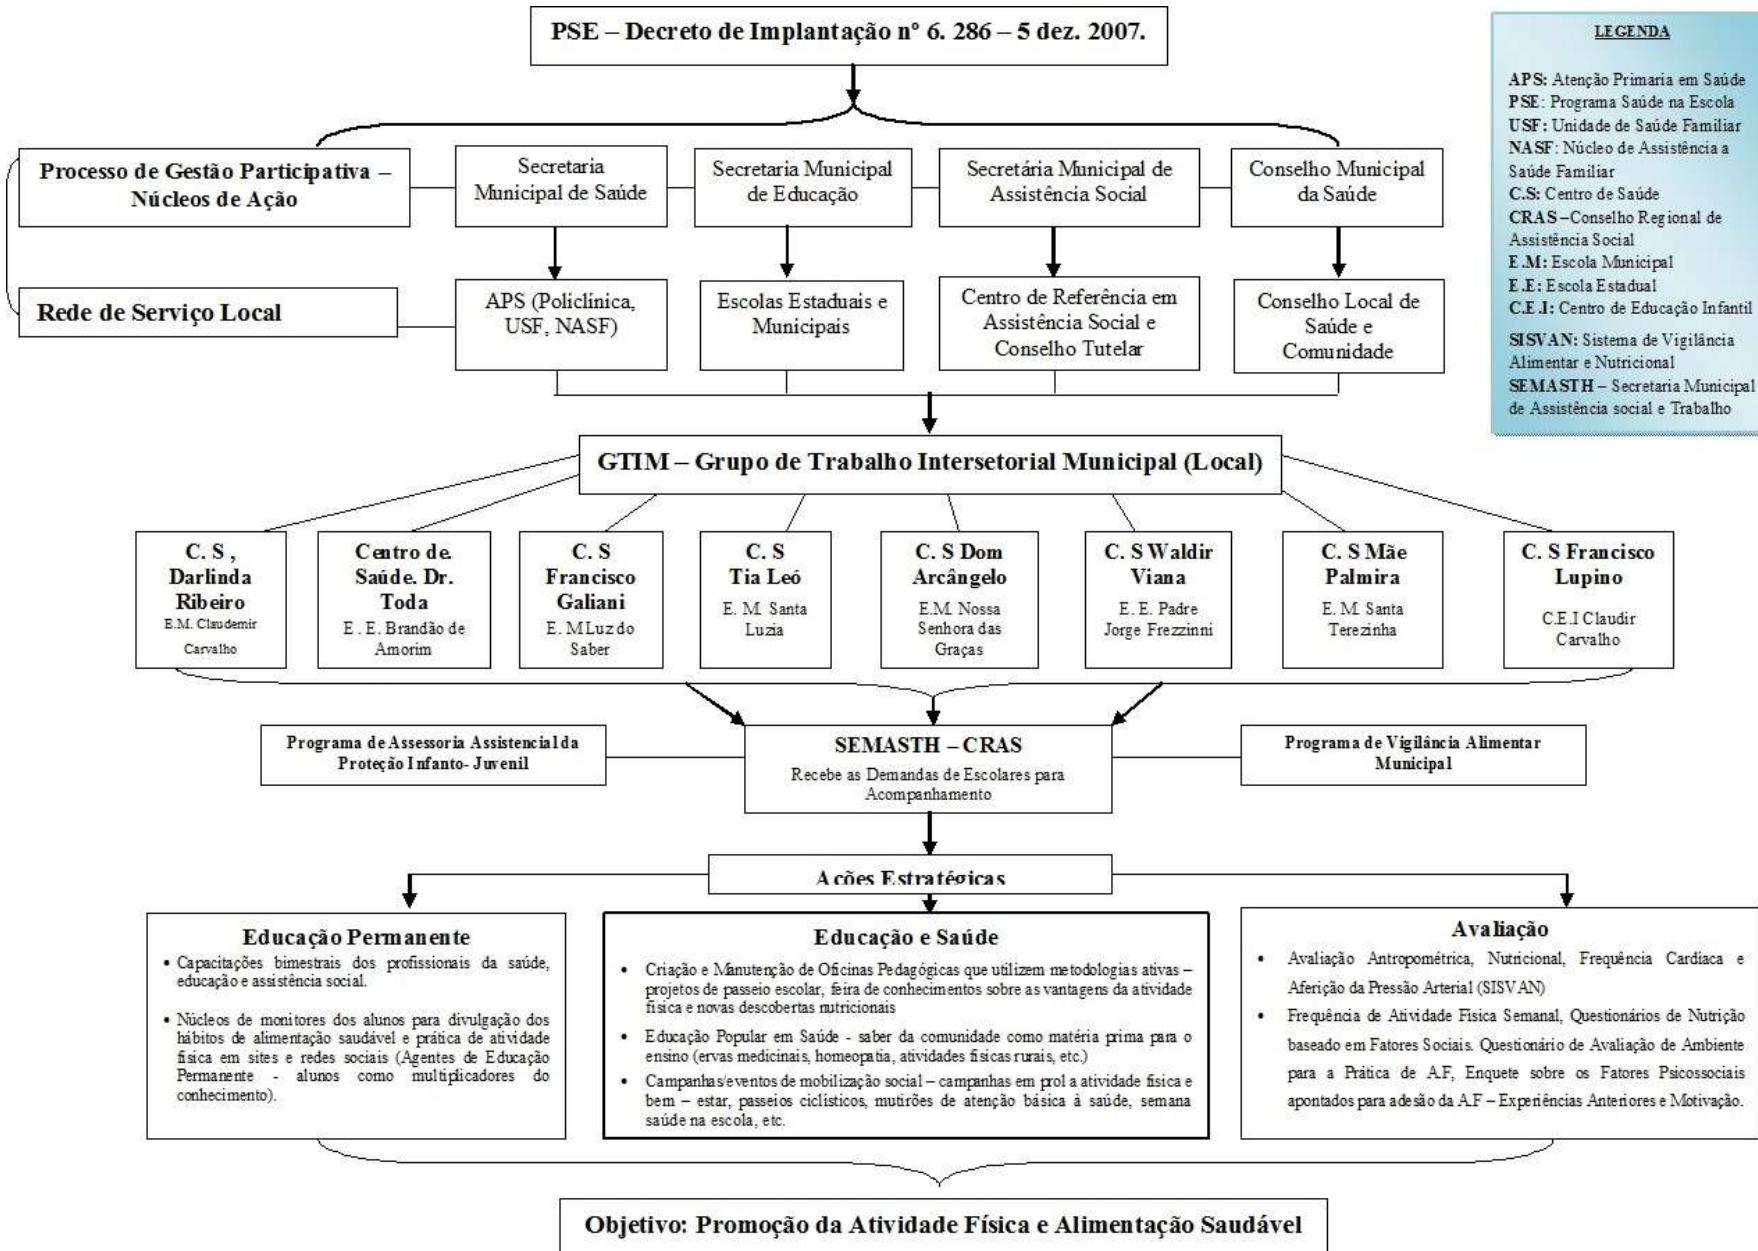 PSE – Decreto de Implantação nº 6. 286 – 5 dez. 2007.
LEGENDA
APS: Atenção Primaria em Saúde
PSE: Programa Saúde na Escola
USF: Unidade de Saúde Familiar
NASF: Núcleo de Assistência a
Saúde Familiar
C.S: Centro de Saúde
CRAS –Conselho Regional de
Assistência Social
E.M: Escola Municipal
E.E: Escola Estadual
C.E.I: Centro de Educação Infantil
SISVAN: Sistema de Vigilância
Alimentar e Nutricional
SEMASTH – Secretaria Municipal
de Assistência social e Trabalho
Processo de Gestão Participativa –
Núcleos de Ação
Secretaria
Municipal de Saúde
Secretaria Municipal
de Educação
Secretária Municipal de
Assistência Social
Conselho Municipal
da Saúde
Rede de Serviço Local
APS (Policlínica,
USF, NASF)
Escolas Estaduais e
Municipais
Centro de Referência em
Assistência Social e
Conselho Tutelar
Conselho Local de
Saúde e
Comunidade
GTIM – Grupo de Trabalho Intersetorial Municipal (Local)
C. S ,
Darlinda
Ribeiro
E.M. Claudemir
Carvalho
Centro de.
Saúde. Dr.
Toda
E . E. Brandão de
Amorim
C. S
Francisco
Galiani
E. M Luz do
Saber
C. S
Tia Leó
E. M. Santa
Luzia
C. S Dom
Arcângelo
E.M. Nossa
Senhora das
Graças
C. S Waldir
Viana
E. E. Padre
Jorge Frezzinni
C. S Mãe
Palmira
E. M. Santa
Terezinha
C. S Francisco
Lupino
C.E.I Claudir
Carvalho
Programa de Assessoria Assistencial da
Proteção Infanto- Juvenil
SEMASTH – CRAS
Recebe as Demandas de Escolares para
Acompanhamento
Programa de Vigilância Alimentar
Municipal
Acões Estratégicas
Educação Permanente
• Capacitações bimestrais dos profissionais da saúde,
educação e assistência social.
• Núcleos de monitores dos alunos para divulgação dos
hábitos de alimentação saudável e prática de atividade
física em sites e redes sociais (Agentes de Educação
Permanente - alunos como multiplicadores do
conhecimento).
Educação e Saúde
• Criação e Manutenção de Oficinas Pedagógicas que utilizem metodologias ativas –
projetos de passeio escolar, feira de conhecimentos sobre as vantagens da atividade
física e novas descobertas nutricionais
• Educação Popular em Saúde - saber da comunidade como matéria prima para o
ensino (ervas medicinais, homeopatia, atividades físicas rurais, etc.)
• Campanhas/eventos de mobilização social – campanhas em prol a atividade física e
bem – estar, passeios ciclísticos, mutirões de atenção básica à saúde, semana
saúde na escola, etc.
Avaliação
• Avaliação Antropométrica, Nutricional, Frequência Cardíaca e
Aferição da Pressão Arterial (SISVAN)
• Frequência de Atividade Física Semanal, Questionários de Nutrição
baseado em Fatores Sociais. Questionário de Avaliação de Ambiente
para a Prática de A.F, Enquete sobre os Fatores Psicossociais
apontados para adesão da A.F – Experiências Anteriores e Motivação.
Objetivo: Promoção da Atividade Física e Alimentação Saudável